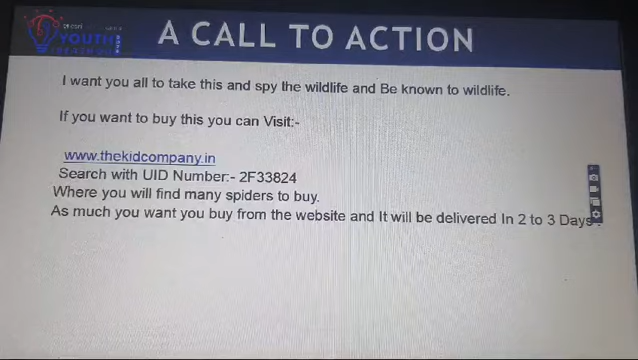 YOUTH
A CALL TO ACTION
I want you all to take this and spy the wildlife and Be known to wildlife.
If you want to buy this you can Visit:-
www.thekidcompany.in
Search with UID Number:- 2F33824
Where you will find many spiders to buy.
As much you want you buy from the website and It will be delivered In 2 to 3 Days .